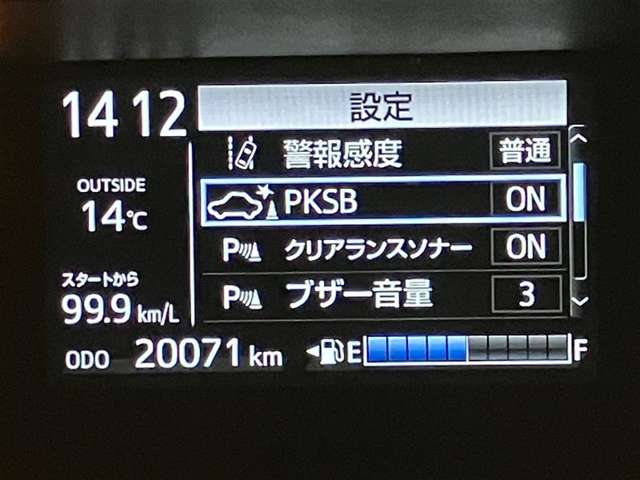 14 12
設定
警報感度 普通
OUTSIDE
14℃
PKSB ON
P クリアランスソナー ON
スタートから
99.9 km/L
P ブザー音量 3
ODO 20071 km
E F